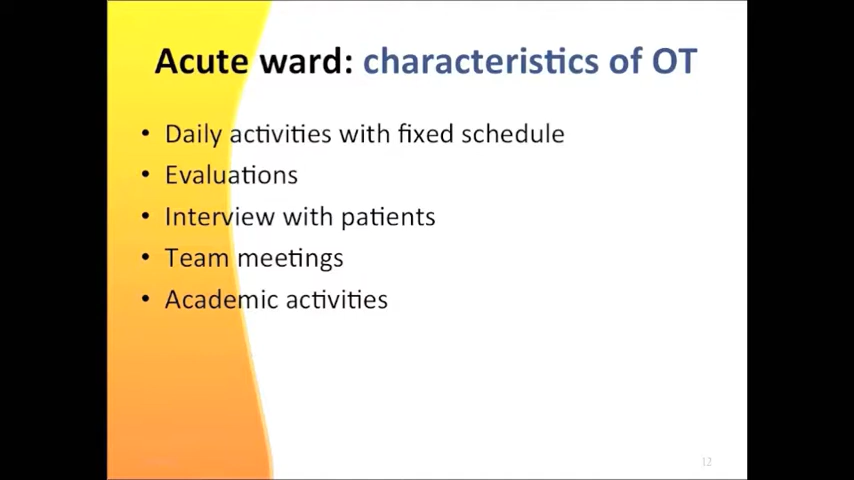 Acute ward: characteristics of OT
• Daily activities with fixed schedule
• Evaluations
• Interview with patients
• Team meetings
• Academic activities
12